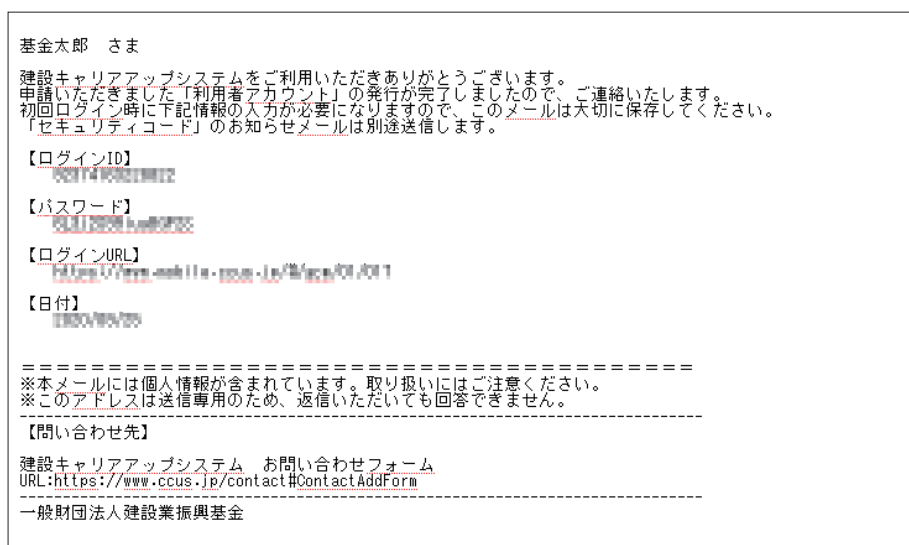 基金太郎　さま
建設キャリアアップシステムをご利用いただきありがとうございます。
申請いただきました「利用者アカウント」の発行が完了しましたので、ご連絡いたします。
初回ログイン時に下記情報の入力が必要になりますので、このメールは大切に保存してください。
「セキュリティコード」のお知らせメールは別途送信します。
【ログインID】
【パスワード】
【ログインURL】
【日付】
＝＝＝＝＝＝＝＝＝＝＝＝＝＝＝＝＝＝＝＝＝＝＝＝＝＝＝＝＝＝＝＝＝＝＝＝＝＝＝
※本メールには個人情報が含まれています。取り扱いにはご注意ください。
※このアドレスは送信専用のため、返信いただいても回答できません。
--------------------------------------------------------------------------------
【問い合わせ先】
建設キャリアアップシステム　お問い合わせフォーム
URL:https://www.ccus.jp/contact#ContactAddForm
--------------------------------------------------------------------------------
一般財団法人建設業振興基金